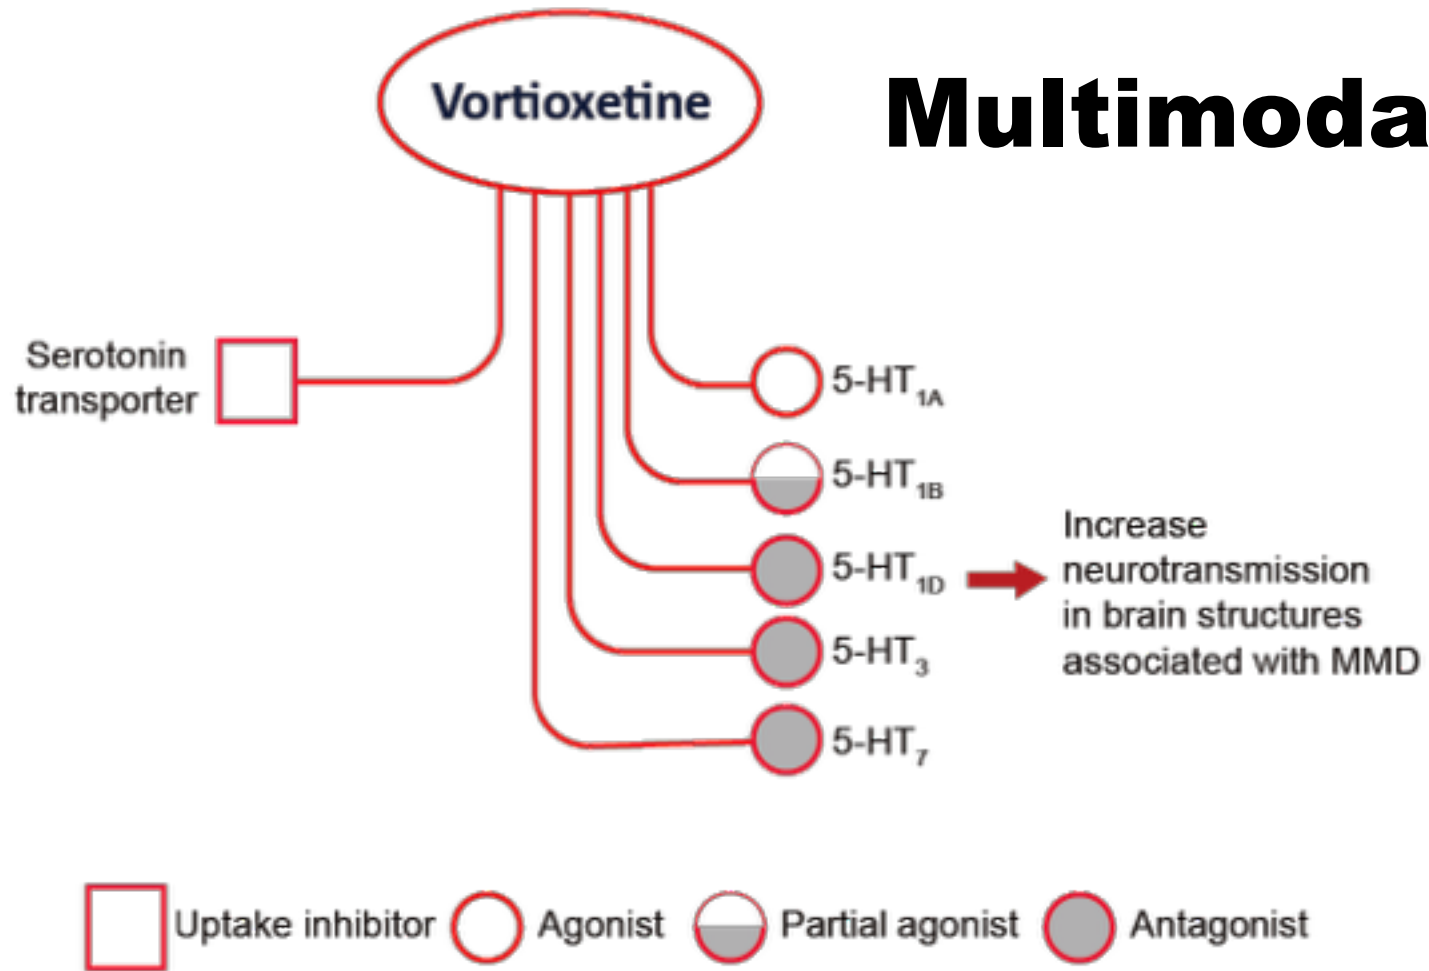 Vortioxetine
Multimoda
Serotonin
transporter
5-HT1A
5-HT1B
5-HT1D
5-HT3
5-HT7
Increase
neurotransmission
in brain structures
associated with MMD
Uptake inhibitor
Agonist
Partial agonist
Antagonist